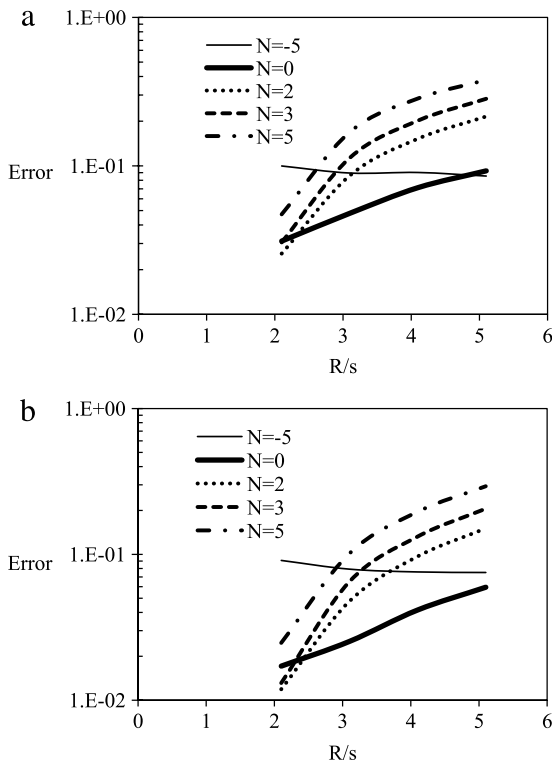 a
1.E+00
1.E-01
1.E-02
Error
N=-5
N=0
N=2
N=3
N=5
0 1 2 3 4 5 6
R/s
b
1.E+00
1.E-01
1.E-02
Error
N=-5
N=0
N=2
N=3
N=5
0 1 2 3 4 5 6
R/s